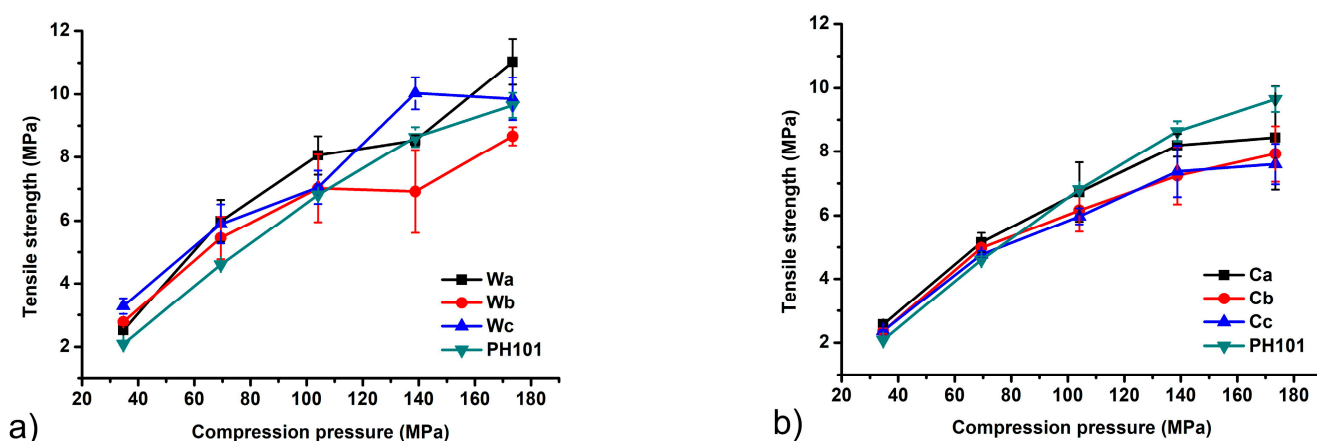 12
10
8
6
4
2
Tensile strength (MPa)
Wa
Wb
Wc
PH101
20 40 60 80 100 120 140 160 180
Compression pressure (MPa)
a)
12
10
8
6
4
2
Tensile strength (MPa)
Ca
Cb
Cc
PH101
20 40 60 80 100 120 140 160 180
Compression pressure (MPa)
b)